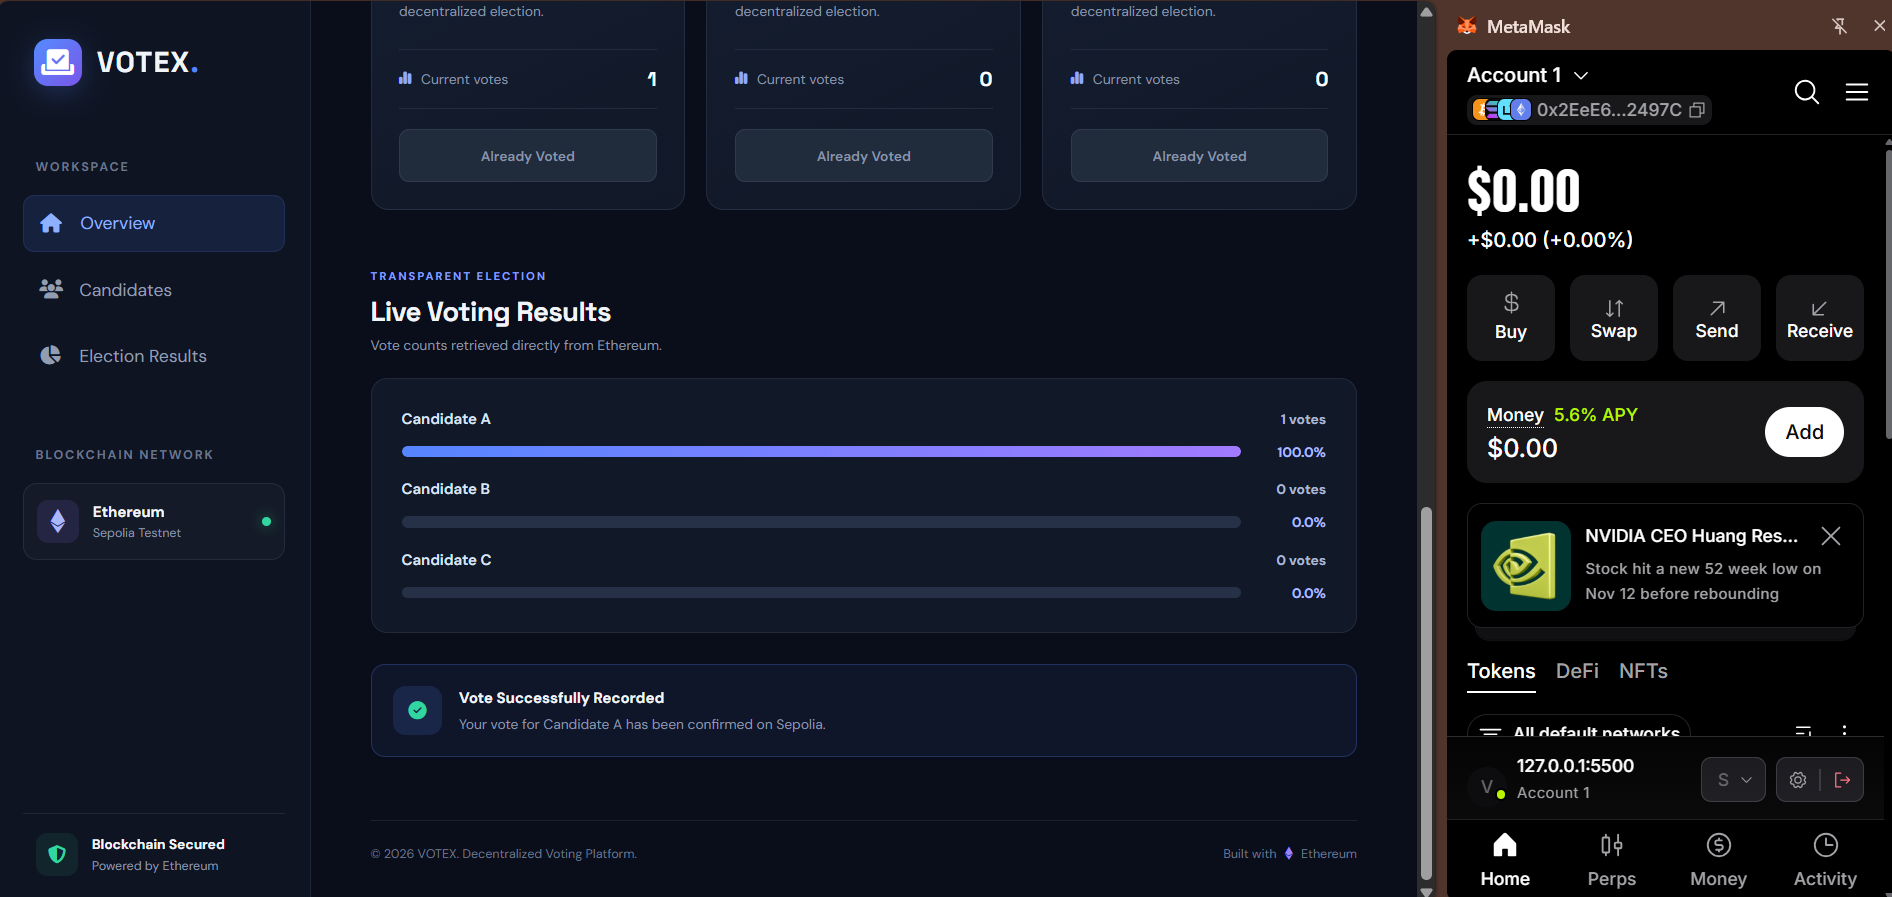 VOTEX.
WORKSPACE
Overview
Candidates
Election Results
BLOCKCHAIN NETWORK
Ethereum
Sepolia Testnet
Blockchain Secured
Powered by Ethereum
decentralized election.
Current votes 1
Already Voted
decentralized election.
Current votes 0
Already Voted
decentralized election.
Current votes 0
Already Voted
TRANSPARENT ELECTION
Live Voting Results
Vote counts retrieved directly from Ethereum.
Candidate A 1 votes
100.0%
Candidate B 0 votes
0.0%
Candidate C 0 votes
0.0%
Vote Successfully Recorded
Your vote for Candidate A has been confirmed on Sepolia.
© 2026 VOTEX. Decentralized Voting Platform.
Built with Ethereum
MetaMask
Account 1
0x2EeE6...2497C
$0.00
+$0.00 (+0.00%)
Buy
Swap
Send
Receive
Money 5.6% APY
$0.00
Add
NVIDIA CEO Huang Res...
Stock hit a new 52 week low on
Nov 12 before rebounding
Tokens DeFi NFTs
All default networks
V
127.0.0.1:5500
Account 1
S
Home
Perps
Money
Activity